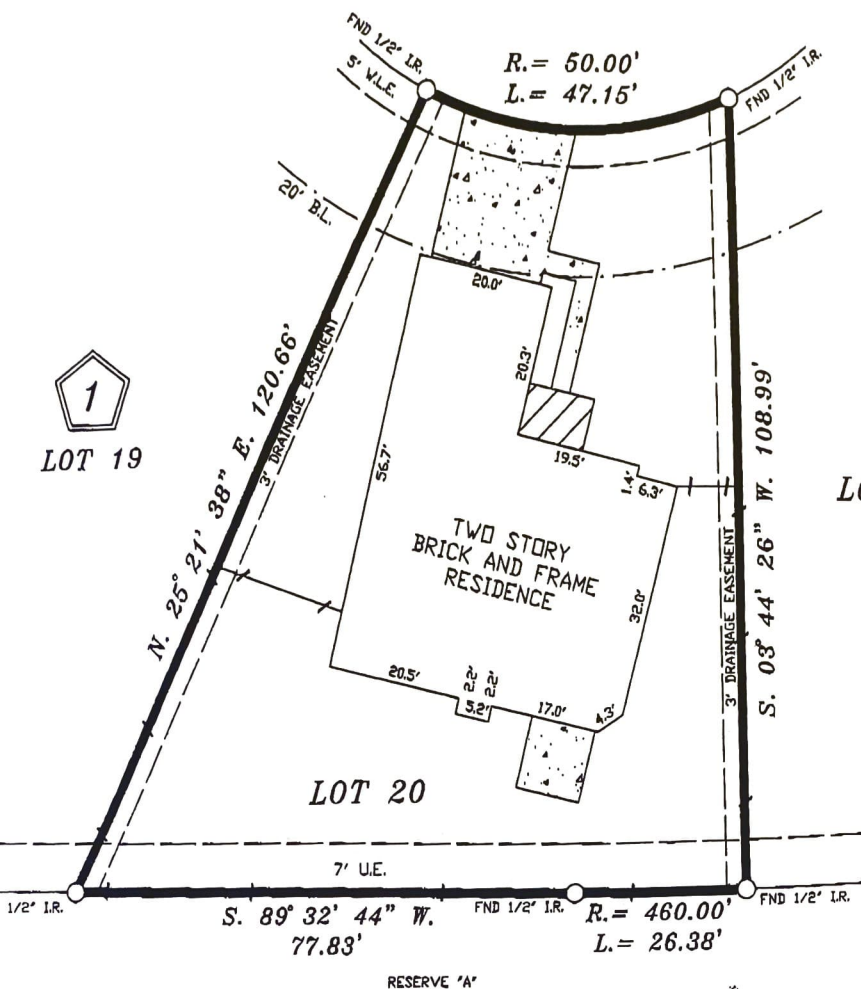 FND 1/2" I.R.
5' W.L.E.
R.= 50.00'
L.= 47.15'
FND 1/2" I.R.
20' B.L.
20.0'
20.3'
1
LOT 19
N. 25° 21' 38" E. 120.66'
3' DRAINAGE EASEMENT
56.7'
19.5'
1.4'
6.3'
TWO STORY
BRICK AND FRAME
RESIDENCE
32.0'
3' DRAINAGE EASEMENT
S. 03° 44' 26" W. 108.99'
20.5'
2.2'
2.2'
5.2'
17.0'
4.3'
LOT 20
7' U.E.
1/2" I.R.
S. 89° 32' 44" W.
77.83'
FND 1/2" I.R.
R.= 460.00'
L.= 26.38'
FND 1/2" I.R.
RESERVE "A"